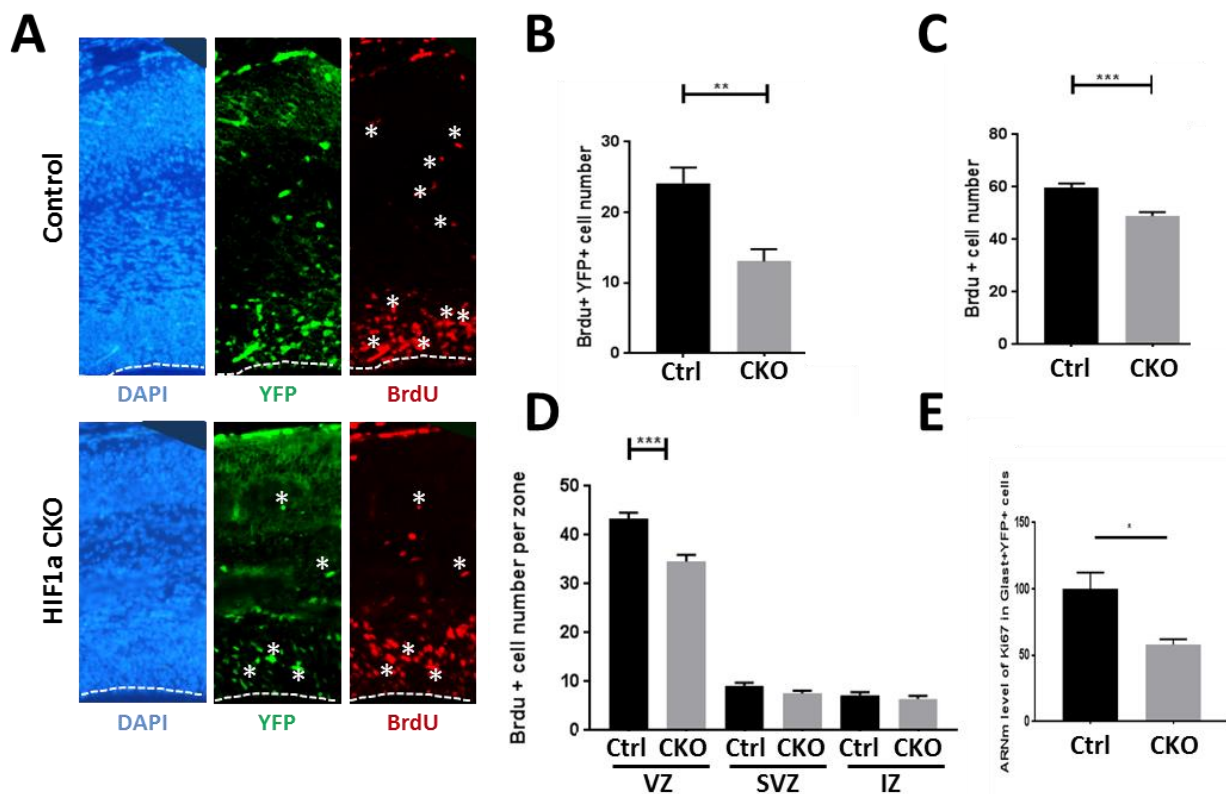 A
Control
DAPI YFP BrdU
HIF1a CKO
DAPI YFP BrdU
B
**
Brdu+ YFP+ cell number
30
20
10
0
Ctrl CKO
C
***
Brdu + cell number
80
60
40
20
0
Ctrl CKO
D
***
Brdu + cell number per zone
50
40
30
20
10
0
Ctrl CKO Ctrl CKO Ctrl CKO
VZ SVZ IZ
E
*
ARNm level of Ki67 in Glast+YFP+ cells
150
100
50
0
Ctrl CKO